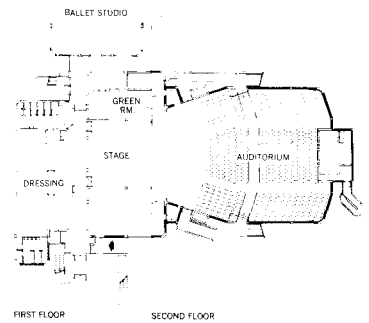 BALLET STUDIO
GREEN
RM.
STAGE
AUDITORIUM
DRESSING
FIRST FLOOR
SECOND FLOOR